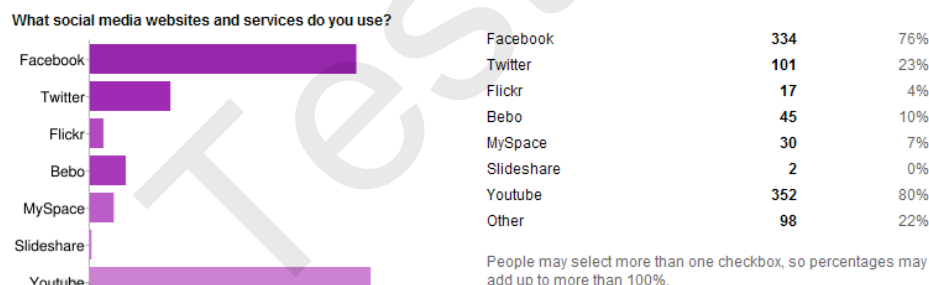 What social media websites and services do you use?
Facebook
Twitter
Flickr
Bebo
MySpace
Slideshare
Youtube
Facebook 334 76%
Twitter 101 23%
Flickr 17 4%
Bebo 45 10%
MySpace 30 7%
Slideshare 2 0%
Youtube 352 80%
Other 98 22%
People may select more than one checkbox, so percentages may
add up to more than 100%.
Test